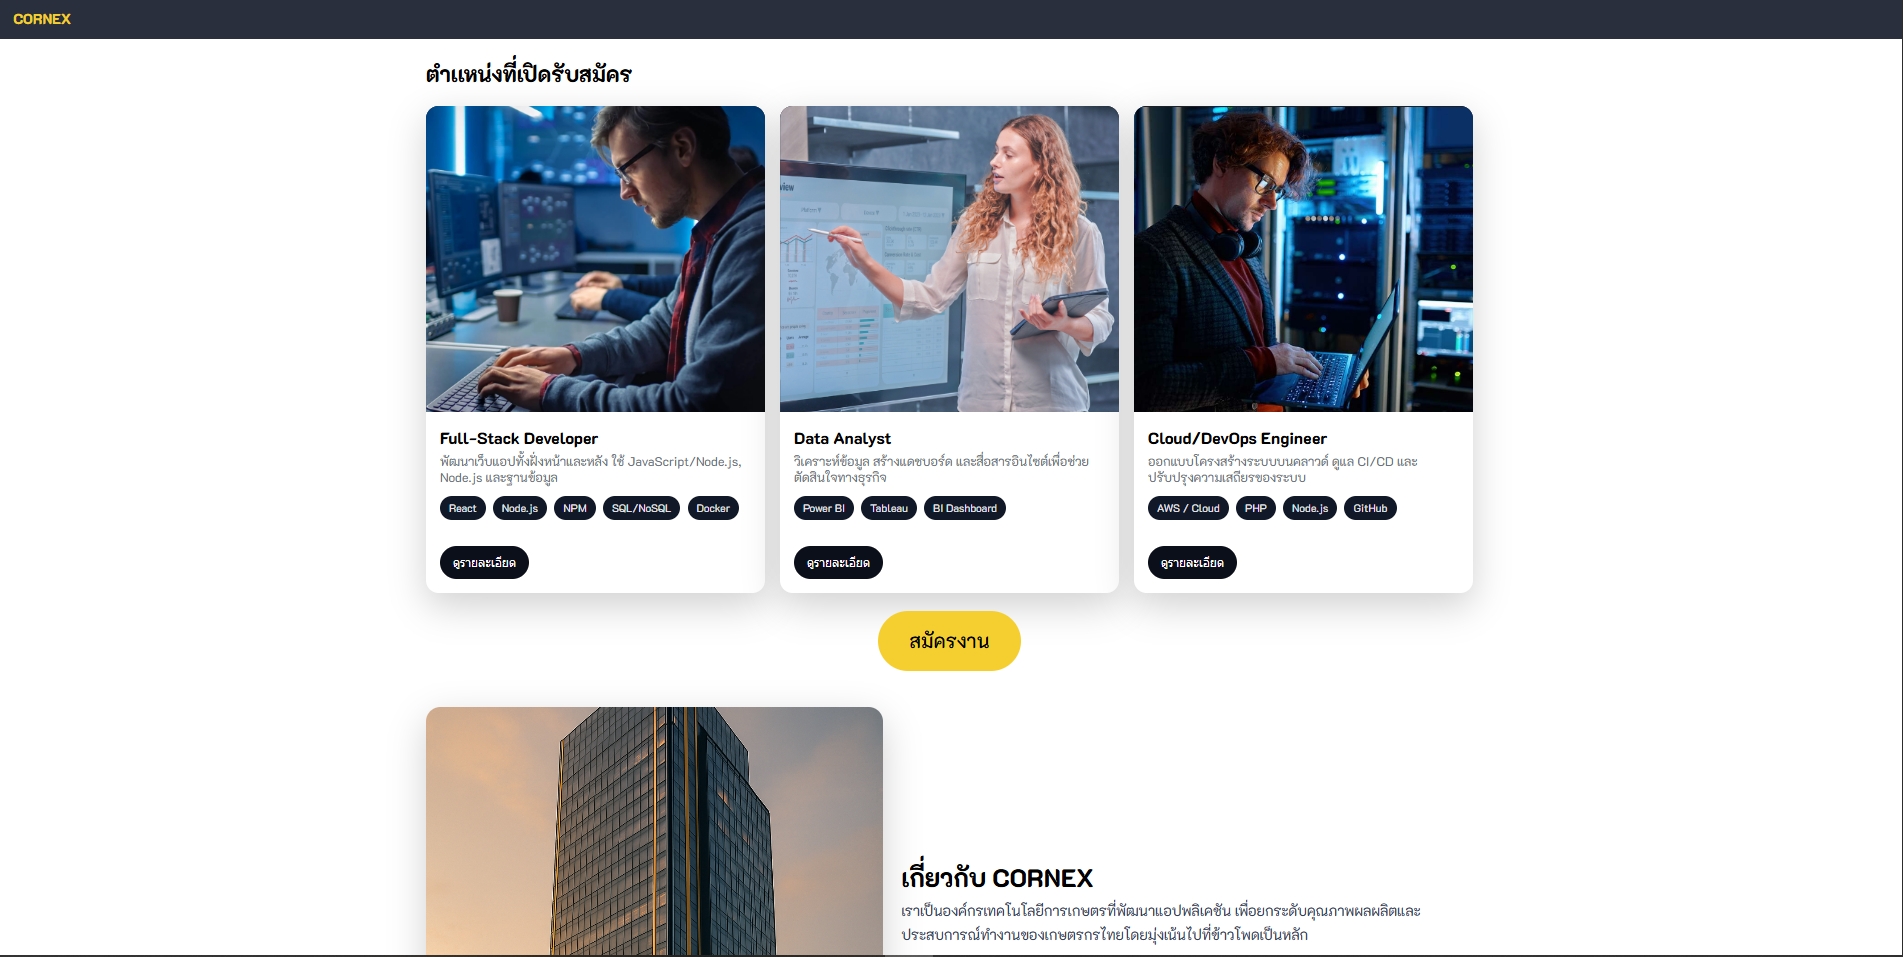 CORNEX
ตำแหน่งที่เปิดรับสมัคร
Full-Stack Developer
พัฒนาเว็บแอปทั้งฝั่งหน้าและหลัง ใช้ JavaScript/Node.js,
Node.js และฐานข้อมูล
React Node.js NPM SQL/NoSQL Docker
ดูรายละเอียด
Data Analyst
วิเคราะห์ข้อมูล สร้างแดชบอร์ด และสื่อสารอินไซต์เพื่อช่วย
ตัดสินใจทางธุรกิจ
Power BI Tableau BI Dashboard
ดูรายละเอียด
Cloud/DevOps Engineer
ออกแบบโครงสร้างระบบบนคลาวด์ ดูแล CI/CD และ
ปรับปรุงความเสถียรของระบบ
AWS / Cloud PHP Node.js GitHub
ดูรายละเอียด
สมัครงาน
เกี่ยวกับ CORNEX
เราเป็นองค์กรเทคโนโลยีการเกษตรที่พัฒนาแอปพลิเคชัน เพื่อยกระดับคุณภาพผลผลิตและ
ประสบการณ์ทำงานของเกษตรกรไทยโดยมุ่งเน้นไปที่ข้าวโพดเป็นหลัก